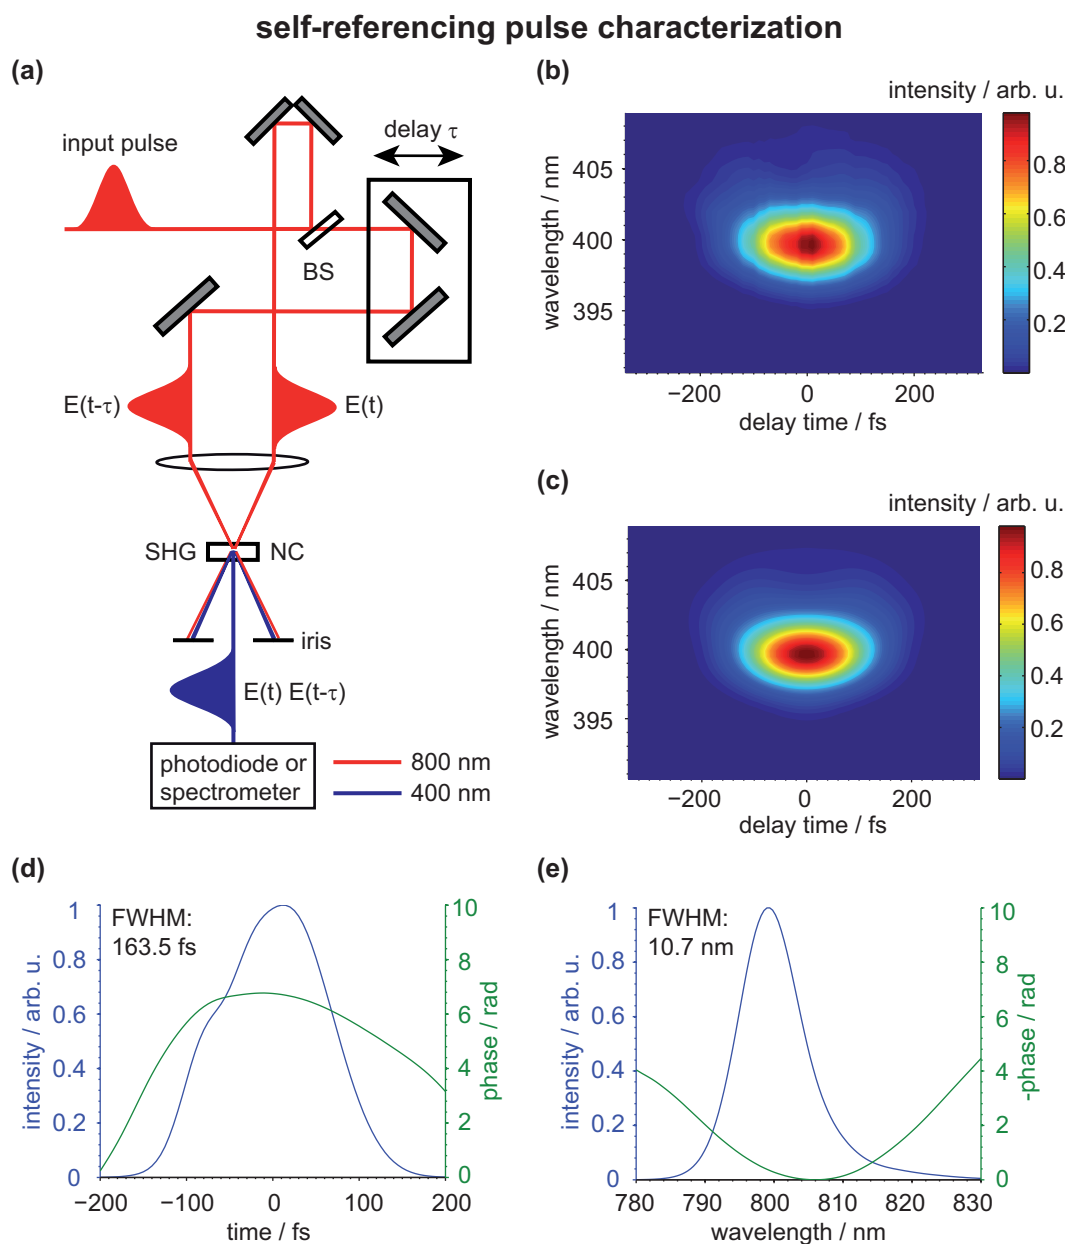 self-referencing pulse characterization
(a)
input pulse
delay τ
BS
E(t-τ)
E(t)
SHG
NC
iris
E(t) E(t-τ)
photodiode or
spectrometer
800 nm
400 nm
(b)
intensity / arb. u.
wavelength / nm
405
400
395
−200
0
200
delay time / fs
0.8
0.6
0.4
0.2
(c)
intensity / arb. u.
wavelength / nm
405
400
395
−200
0
200
delay time / fs
0.8
0.6
0.4
0.2
(d)
FWHM:
163.5 fs
intensity / arb. u.
1
0.8
0.6
0.4
0.2
0
−200
−100
0
100
200
time / fs
10
8
6
4
2
0
phase / rad
(e)
FWHM:
10.7 nm
intensity / arb. u.
1
0.8
0.6
0.4
0.2
0
780
790
800
810
820
830
wavelength / nm
10
8
6
4
2
0
-phase / rad